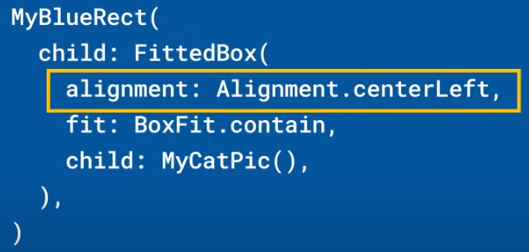 MyBlueRect(
  child: FittedBox(
    alignment: Alignment.centerLeft,
    fit: BoxFit.contain,
    child: MyCatPic(),
  ),
)